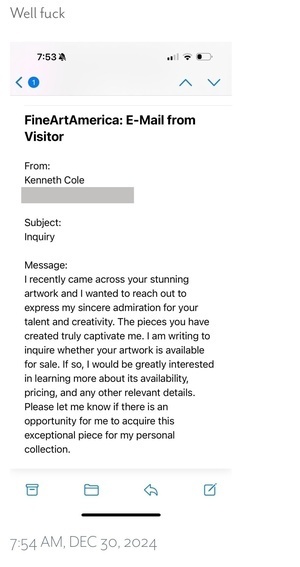 Well fuck
7:53
1
FineArtAmerica: E-Mail from
Visitor
From:
Kenneth Cole
Subject:
Inquiry
Message:
I recently came across your stunning
artwork and I wanted to reach out to
express my sincere admiration for your
talent and creativity. The pieces you have
created truly captivate me. I am writing to
inquire whether your artwork is available
for sale. If so, I would be greatly interested
in learning more about its availability,
pricing, and any other relevant details.
Please let me know if there is an
opportunity for me to acquire this
exceptional piece for my personal
collection.
7:54 AM, DEC 30, 2024